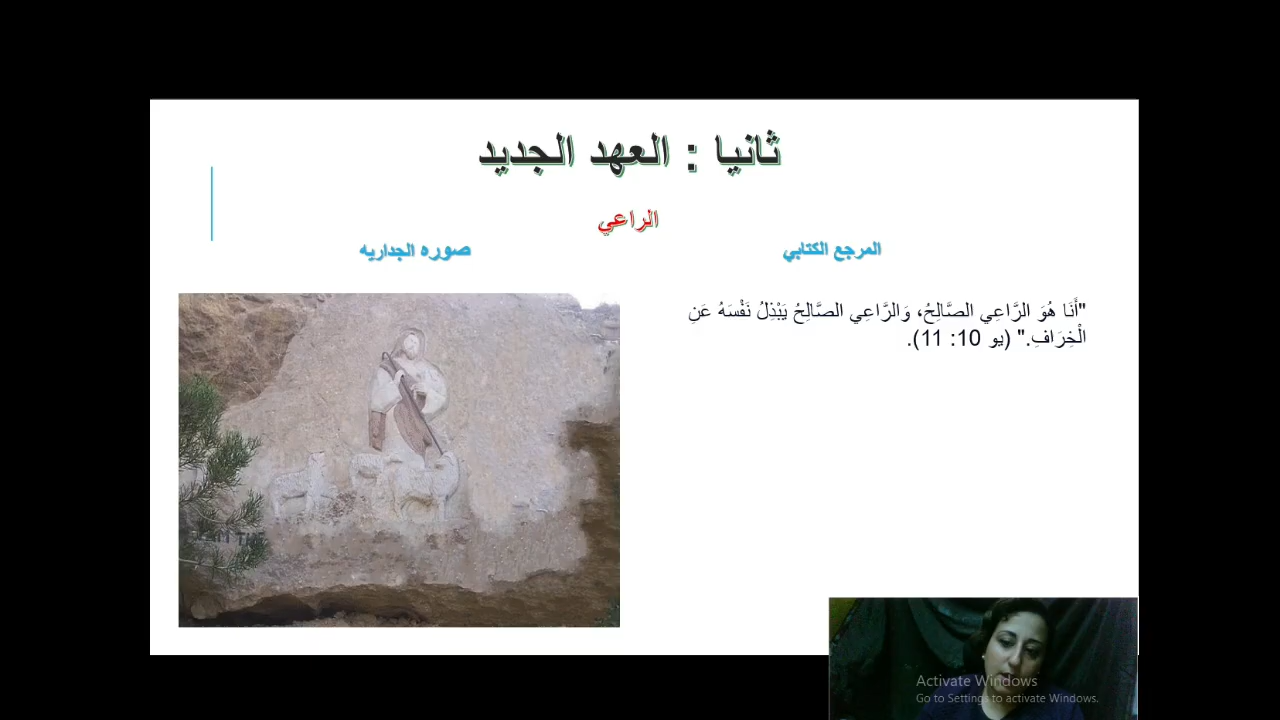 ثانيا : العهد الجديد
الراعي
المرجع الكتابي
صوره الجداريه
"أَنَا هُوَ الرَّاعِي الصَّالِحُ، وَالرَّاعِي الصَّالِحُ يَبْذِلُ نَفْسَهُ عَنِ
الْخِرَافِ." (يو 10: 11).
Activate Windows
Go to Settings to activate Windows.